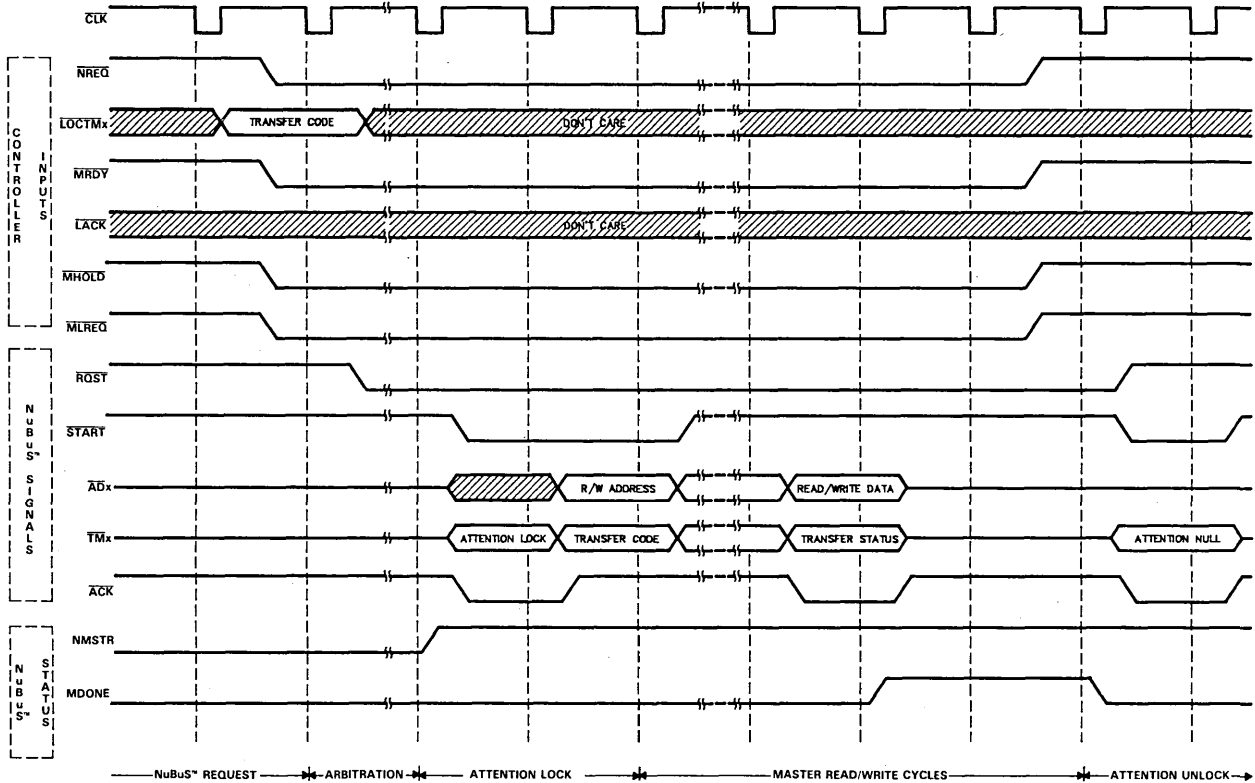 CLK
CONTROLLER INPUTS
NREQ
LOCTMx TRANSFER CODE DON'T CARE
MRDY
LACK DON'T CARE
MHOLD
MLREQ
NuBuS™ SIGNALS
RQST
START
ADx R/W ADDRESS READ/WRITE DATA
TMx ATTENTION LOCK TRANSFER CODE TRANSFER STATUS ATTENTION NULL
ACK
NuBuS™ STATUS
NMSTR
MDONE
NuBuS™ REQUEST ARBITRATION ATTENTION LOCK MASTER READ/WRITE CYCLES ATTENTION UNLOCK